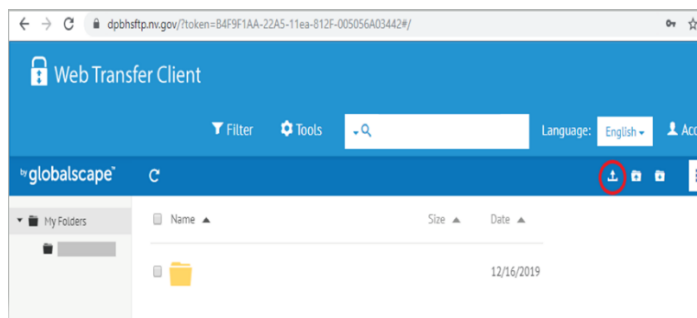 dpbhsftp.nv.gov/?token=B4F9F1AA-22A5-11ea-812F-005056A03442#/
Web Transfer Client
Filter Tools Language: English Acc
by globalscape™
My Folders Name Size Date
12/16/2019